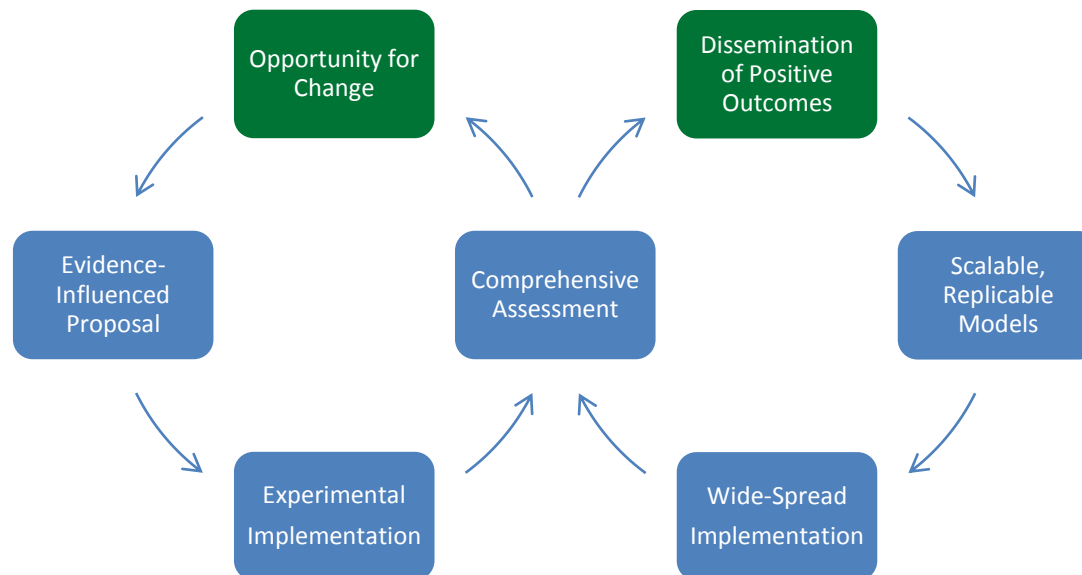 Opportunity for
Change
Dissemination
of Positive
Outcomes
Evidence-
Influenced
Proposal
Comprehensive
Assessment
Scalable,
Replicable
Models
Experimental
Implementation
Wide-Spread
Implementation